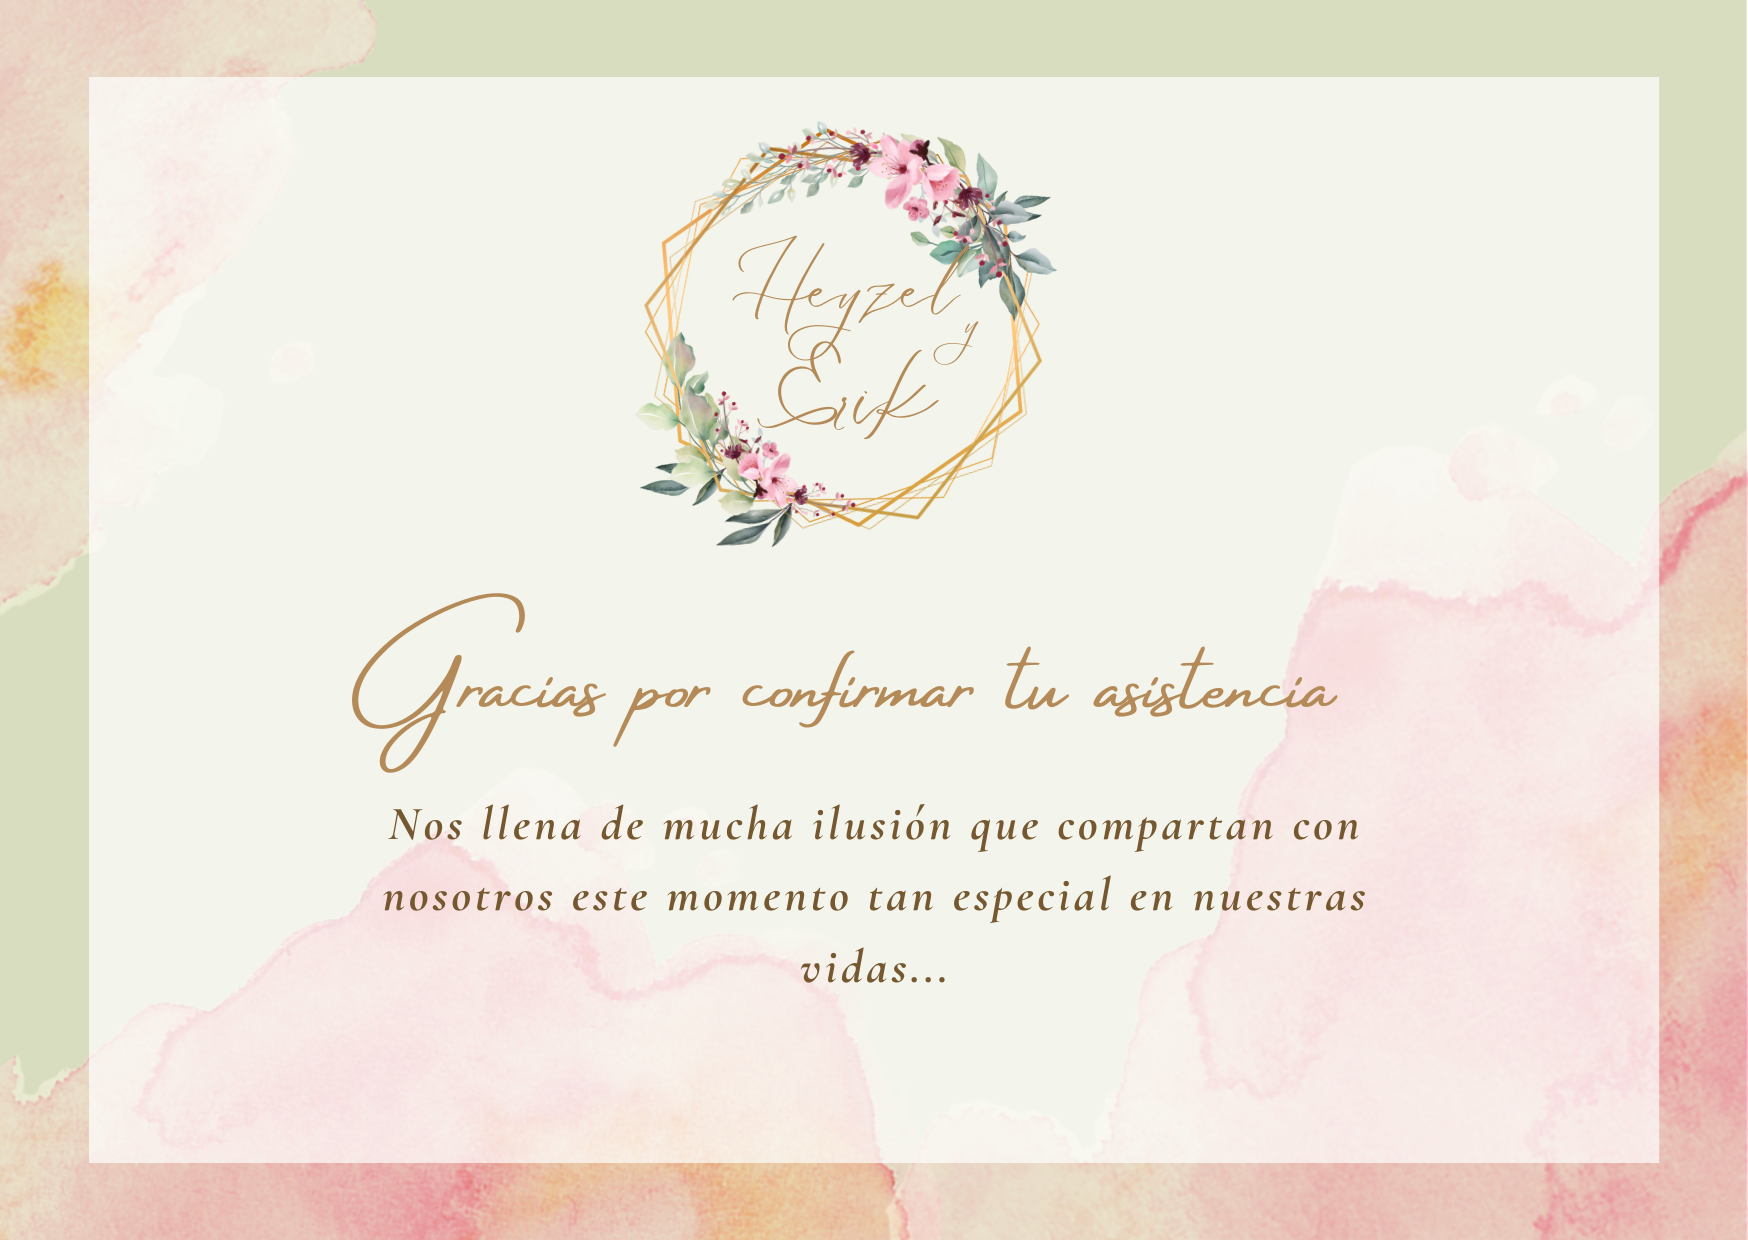 Heyzel
y
Erik
Gracias por confirmar tu asistencia
Nos llena de mucha ilusión que compartan con
nosotros este momento tan especial en nuestras
vidas...